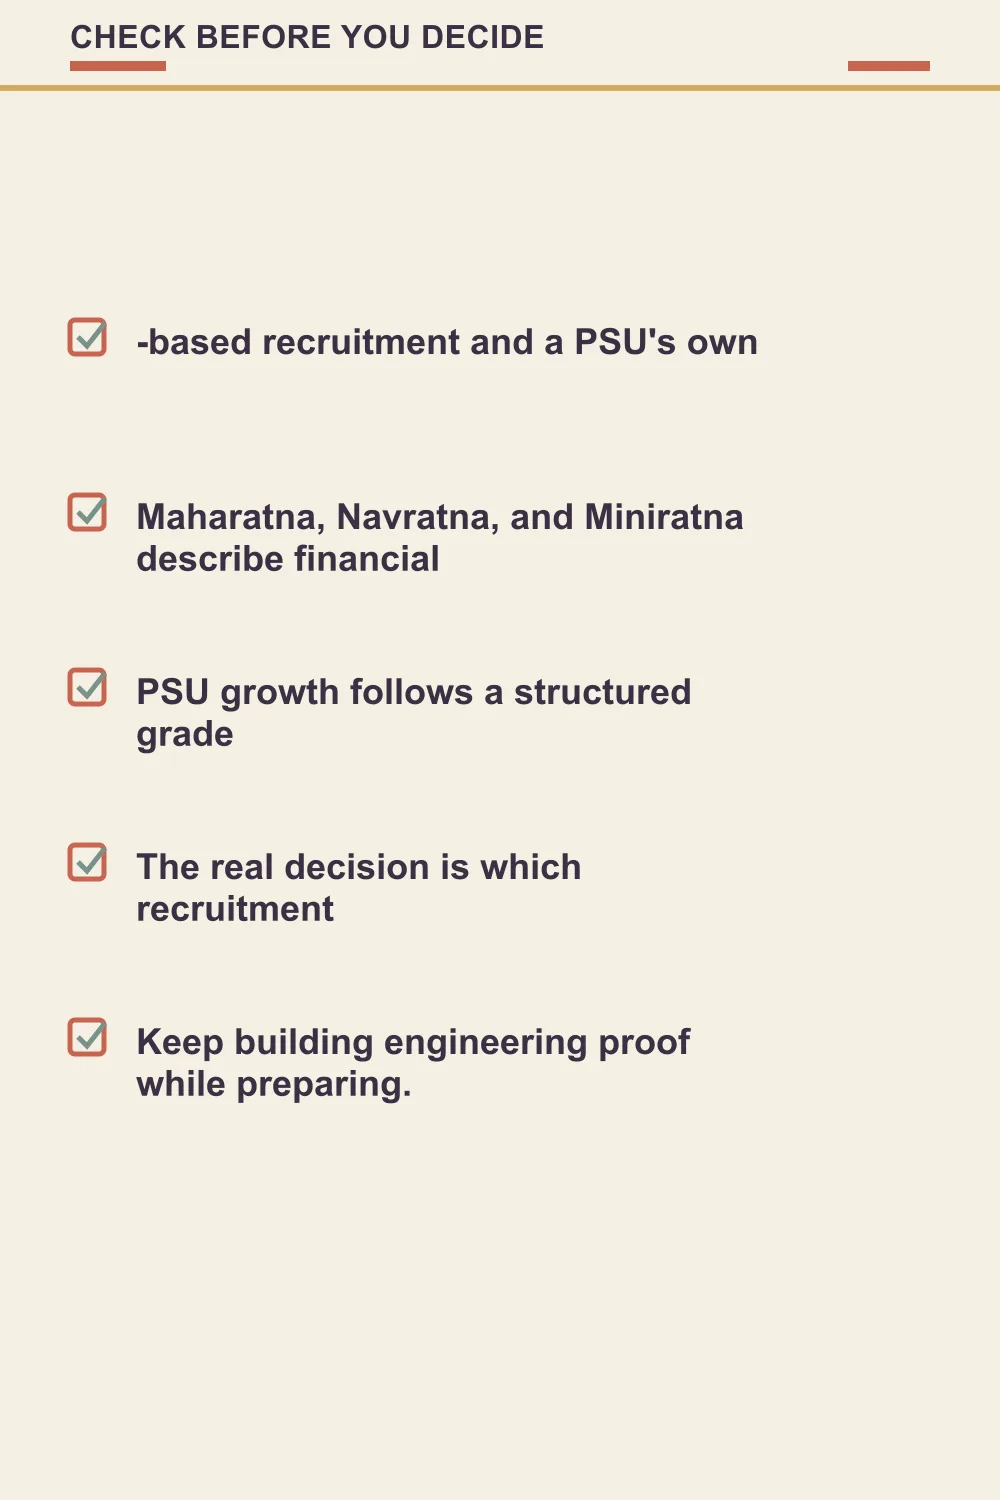 CHECK BEFORE YOU DECIDE
-based recruitment and a PSU's own
Maharatna, Navratna, and Miniratna
describe financial
PSU growth follows a structured
grade
The real decision is which
recruitment
Keep building engineering proof
while preparing.